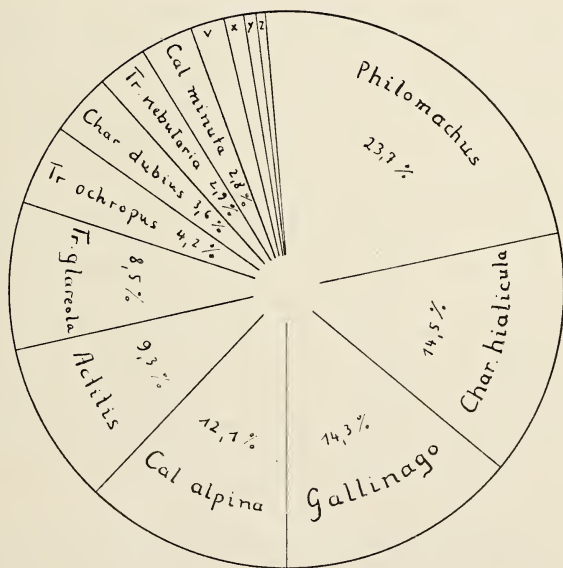 Philomachus
23,7 %
Char. hialicula
14,5 %
Gallinago
14,3 %
Cal alpina
12,1 %
Actitis
9,3 %
Tr. glareola
8,5 %
Tr ochropus 4,2 %
Char dubius 3,6 %
Tr. nebularia 2,9 %
Cal minuta 2,8 %
v
x
y
z